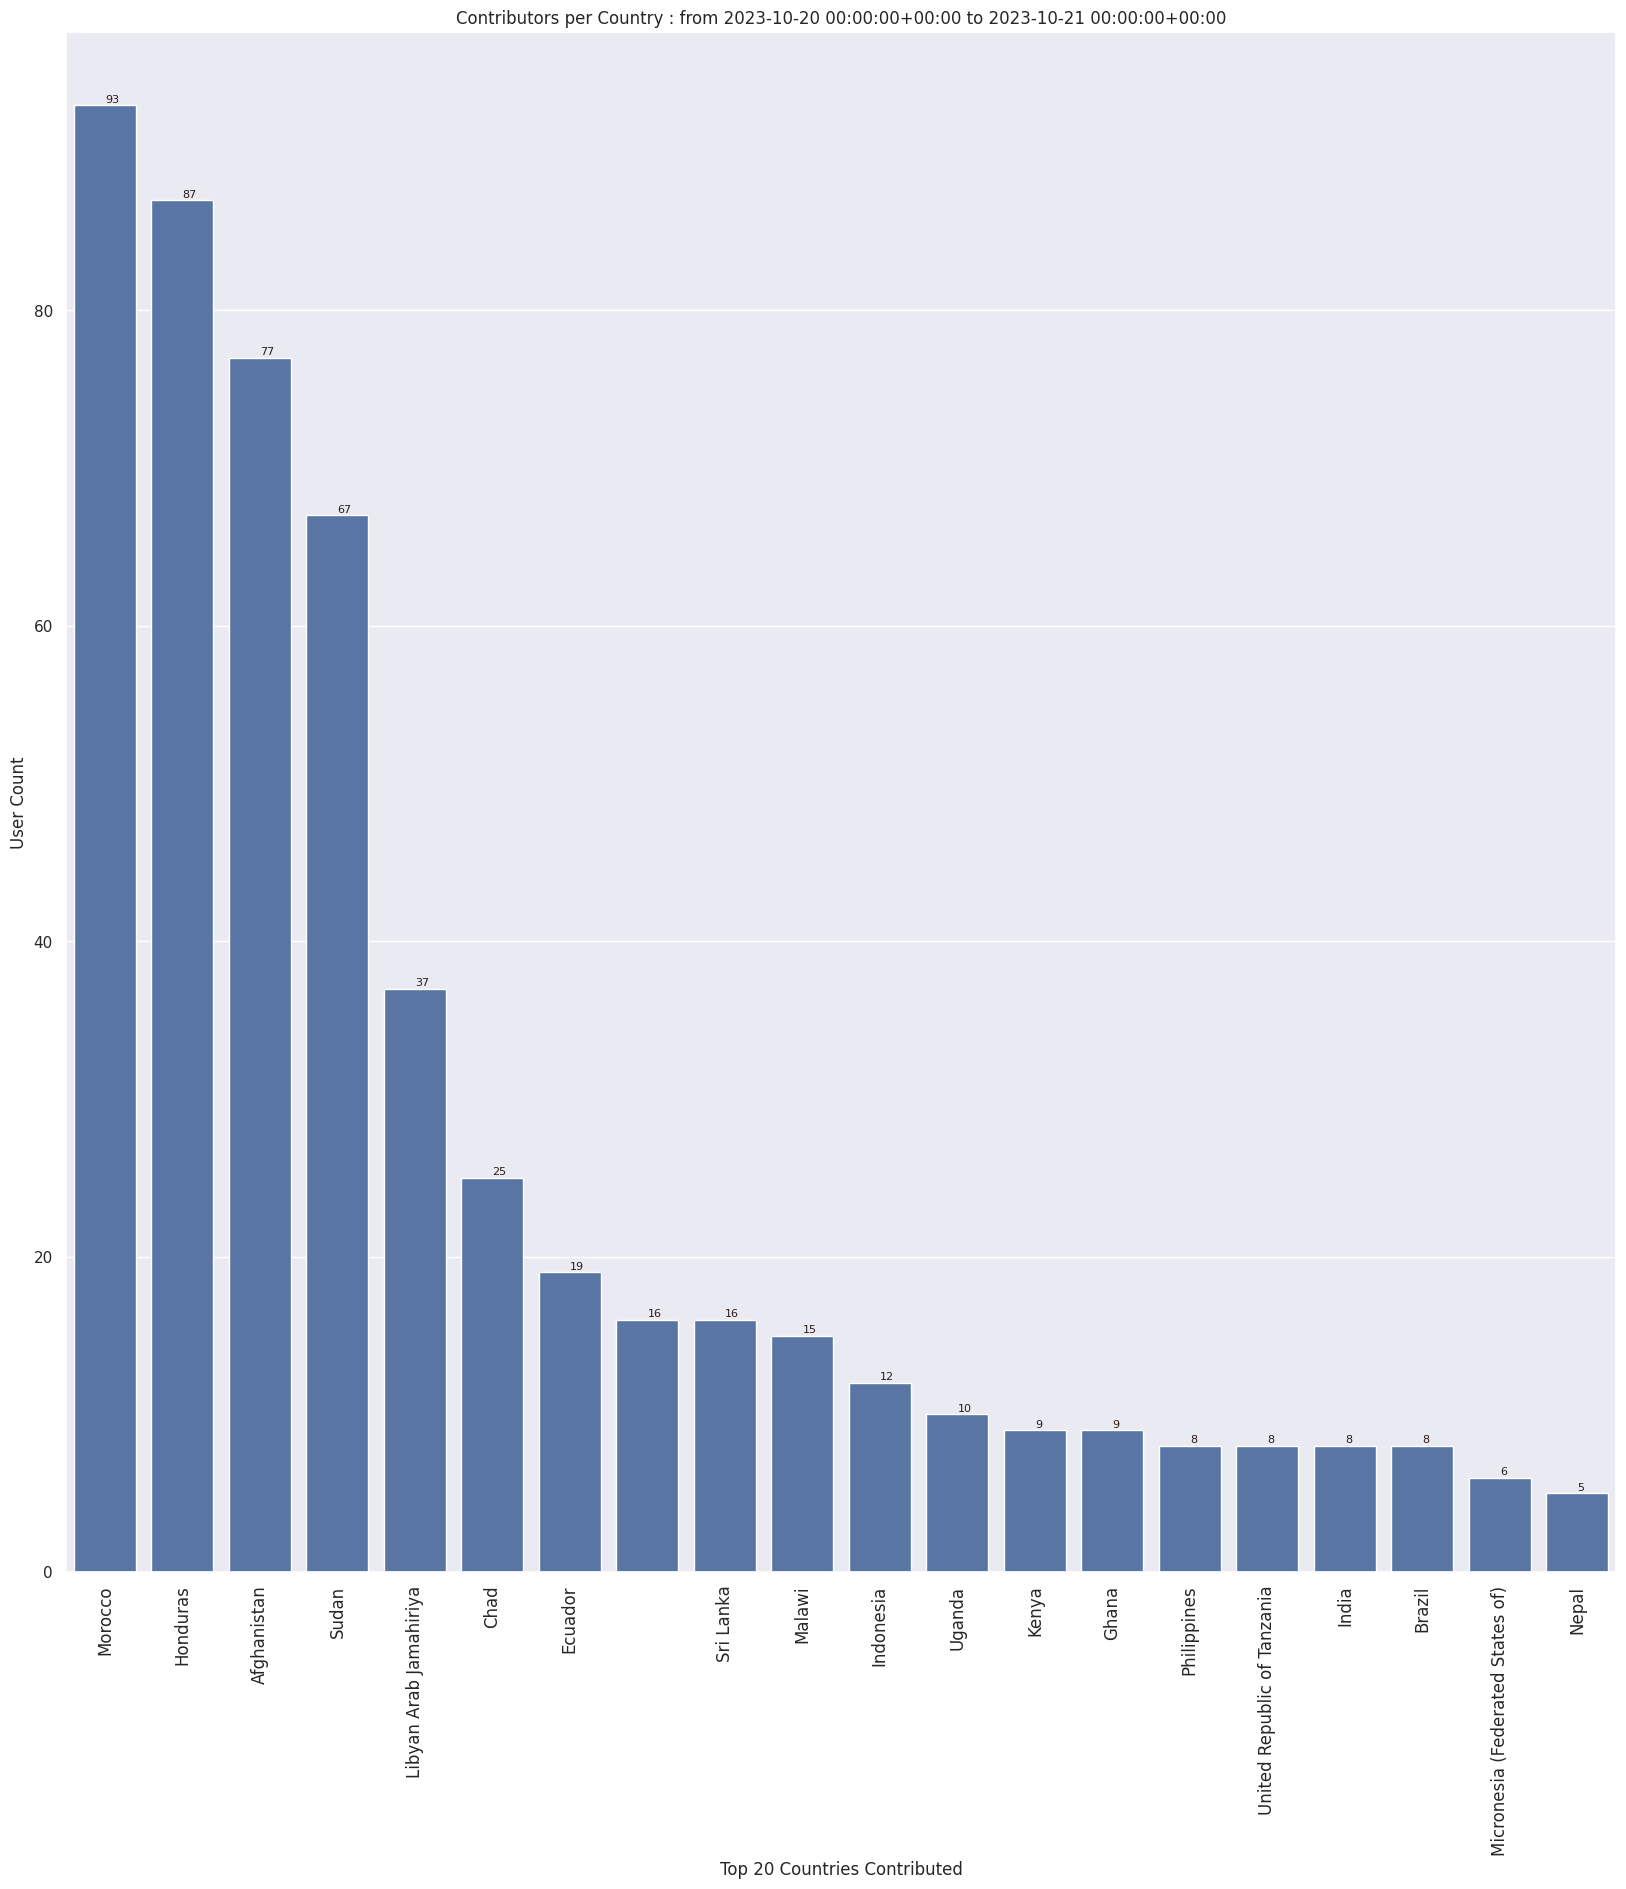 Contributors per Country : from 2023-10-20 00:00:00+00:00 to 2023-10-21 00:00:00+00:00
93
87
80
77
67
60
User Count
40
37
25
20
19
16
16
15
12
10
9
9
8
8
8
8
6
5
0
Morocco
Honduras
Afghanistan
Sudan
Libyan Arab Jamahiriya
Chad
Ecuador
Sri Lanka
Malawi
Indonesia
Uganda
Kenya
Ghana
Philippines
United Republic of Tanzania
India
Brazil
Micronesia (Federated States of)
Nepal
Top 20 Countries Contributed